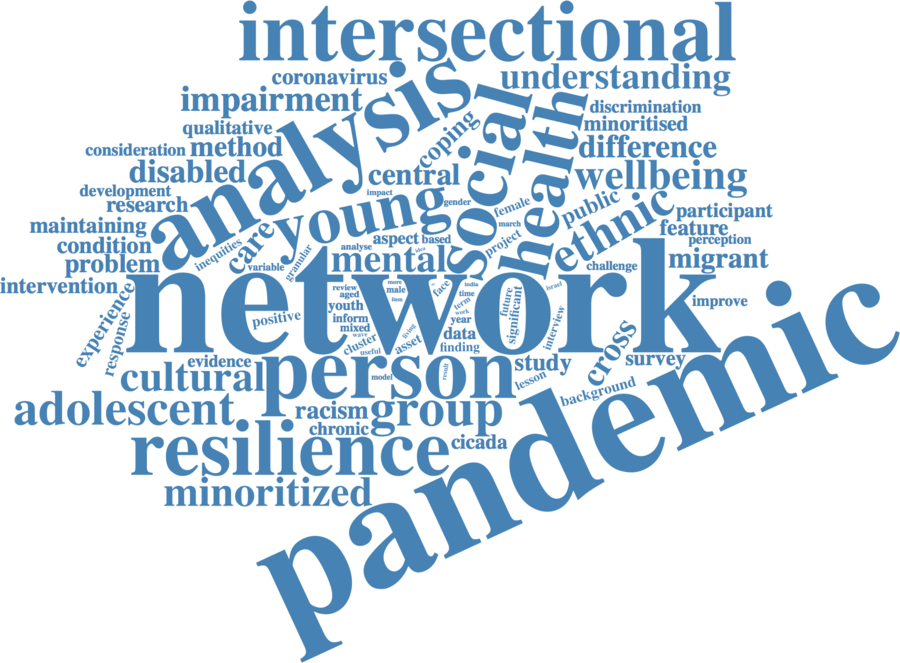 intersectional
coronavirus
understanding
analysis
impairment
social
health
discrimination
qualitative
coping
minoritised
consideration
method
difference
disabled
central
wellbeing
development
impact
young
gender
female
public
research
ethnic
participant
maintaining
care
march
feature
condition
inequities
aspect
based
project
perception
analyse
idea
problem
variable
granular
mental
challenge
migrant
network
intervention
experience
response
review
more
male
face
india
time
israel
aged
liem
term
future
significant
improve
youth
work
positive
inform
year
interview
mixed
wave
living
data
cluster
useful
asset
finding
cross
evidence
person
result
study
survey
cultural
model
lesson
background
adolescent
racism
group
chronic
resilience
cicada
minoritized
pandemic